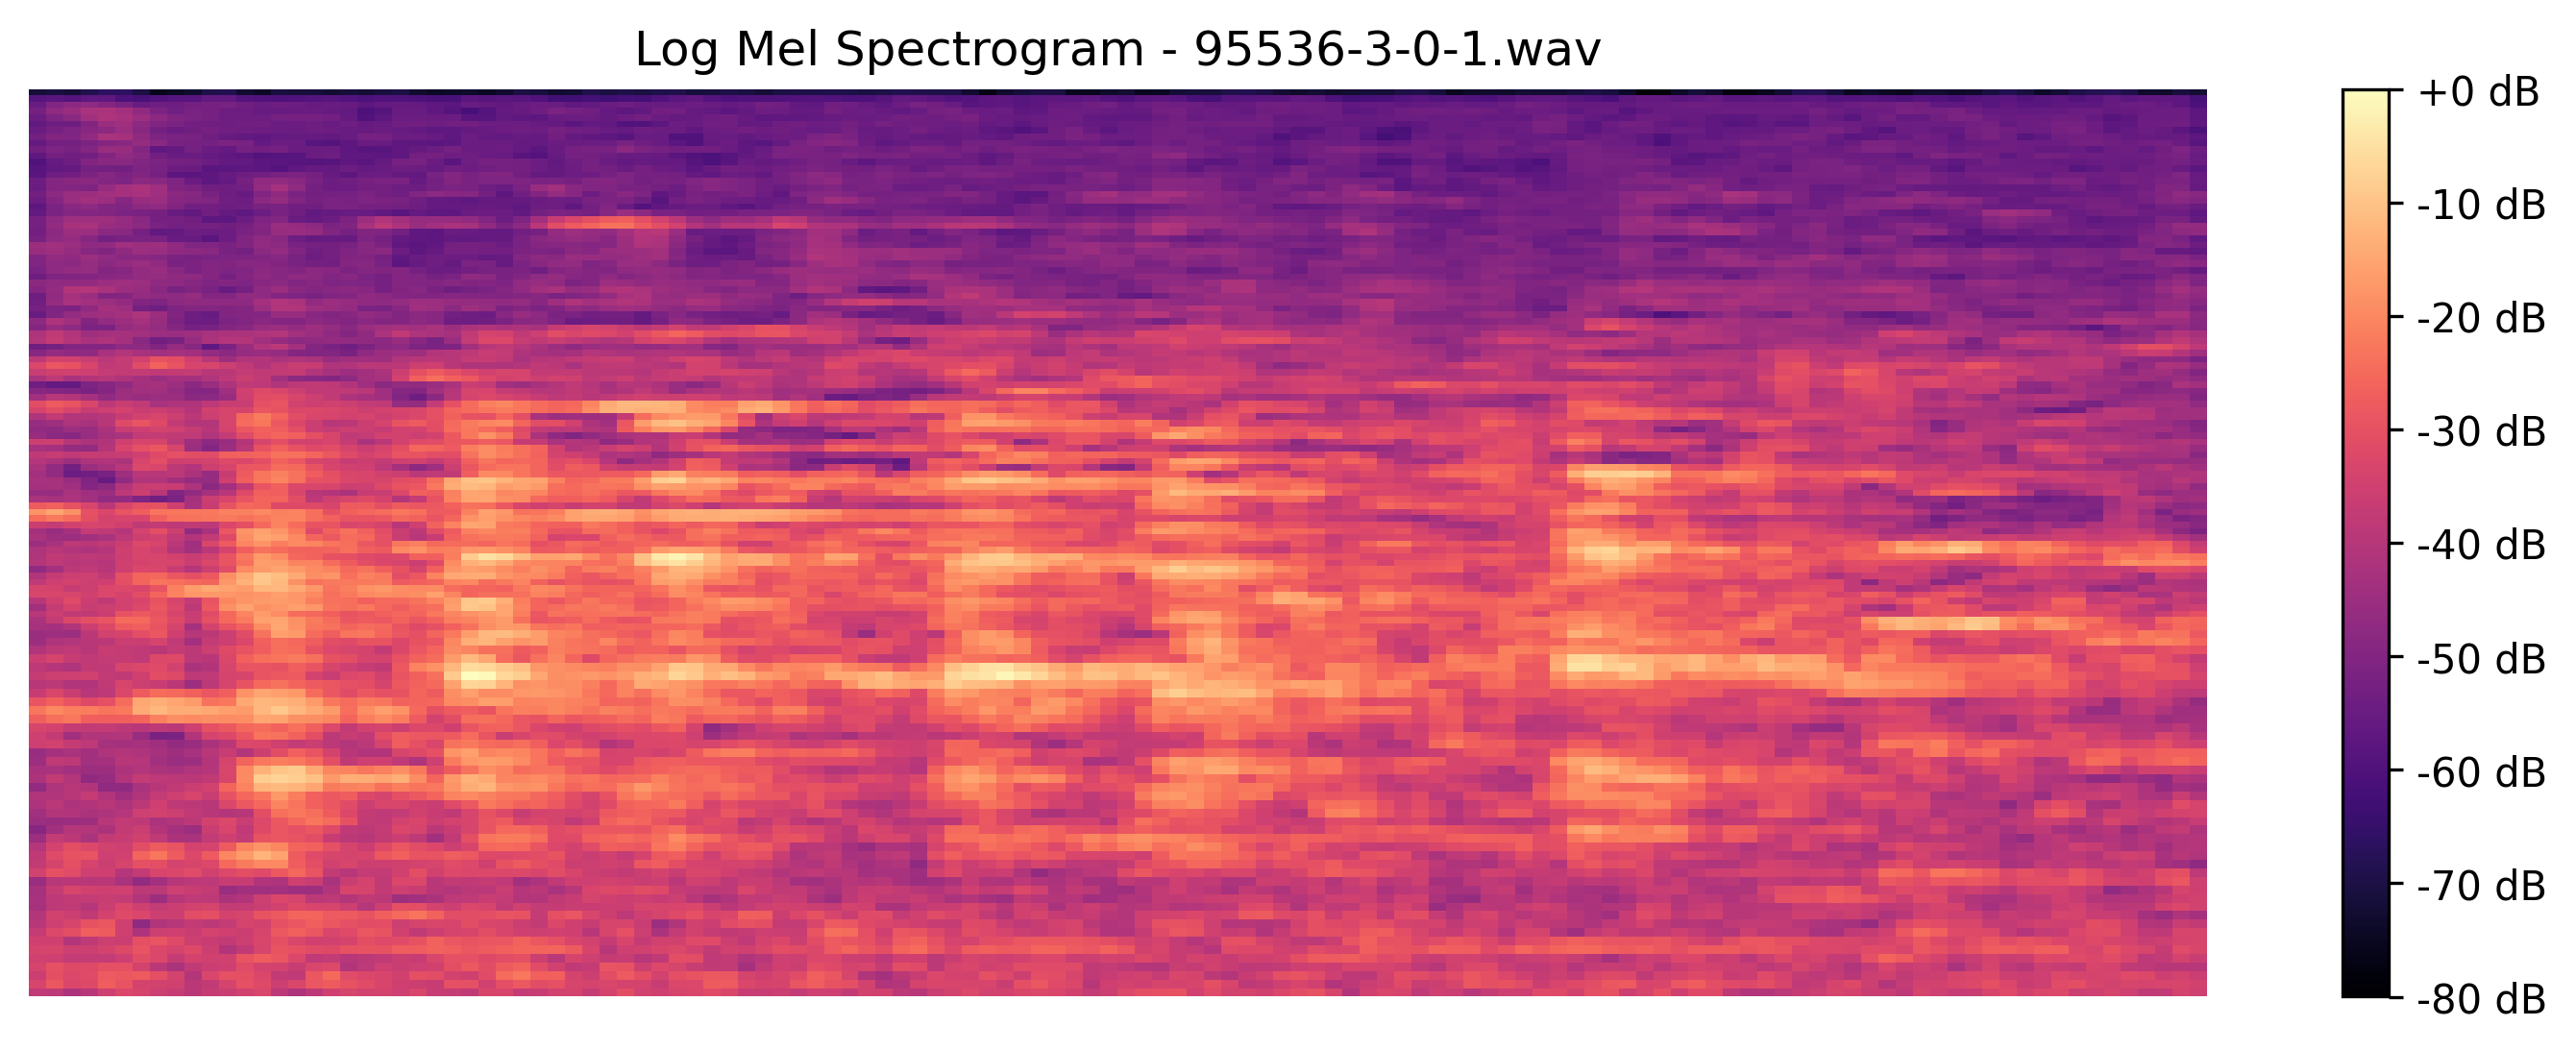 Log Mel Spectrogram - 95536-3-0-1.wav
+0 dB
-10 dB
-20 dB
-30 dB
-40 dB
-50 dB
-60 dB
-70 dB
-80 dB